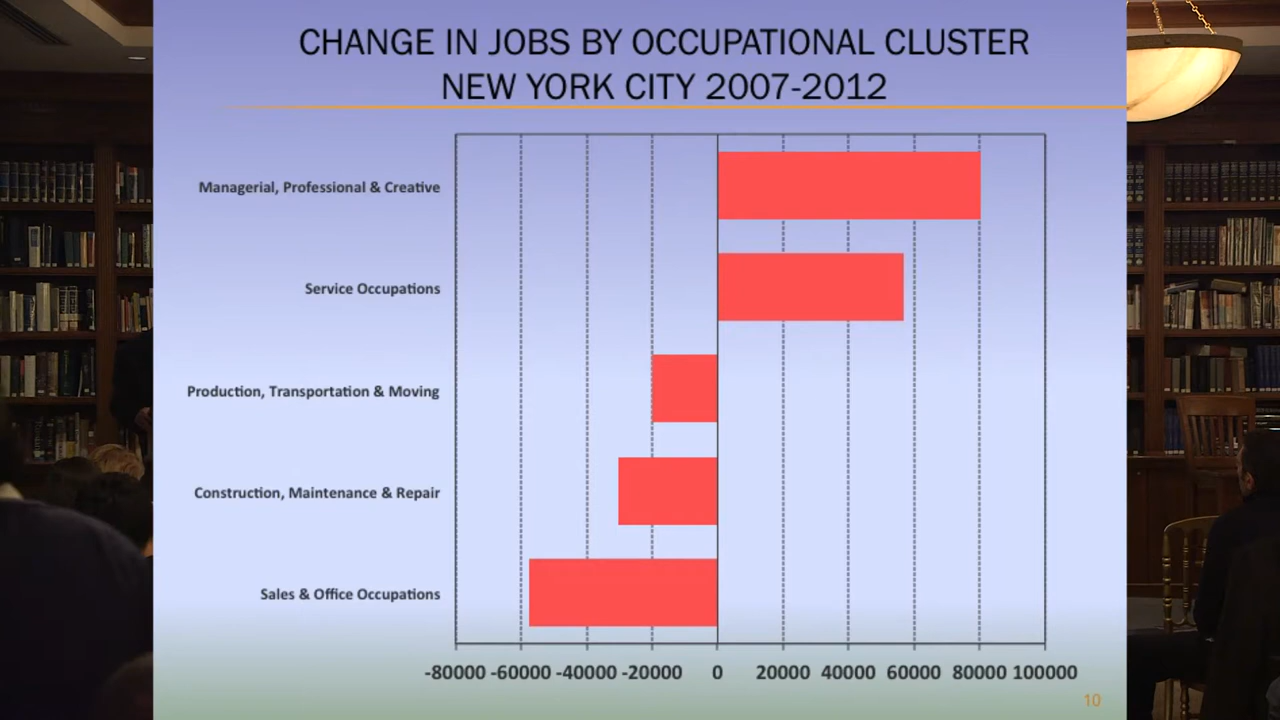 CHANGE IN JOBS BY OCCUPATIONAL CLUSTER
NEW YORK CITY 2007-2012
Managerial, Professional & Creative
Service Occupations
Production, Transportation & Moving
Construction, Maintenance & Repair
Sales & Office Occupations
-80000 -60000 -40000 -20000 0 20000 40000 60000 80000 100000
10